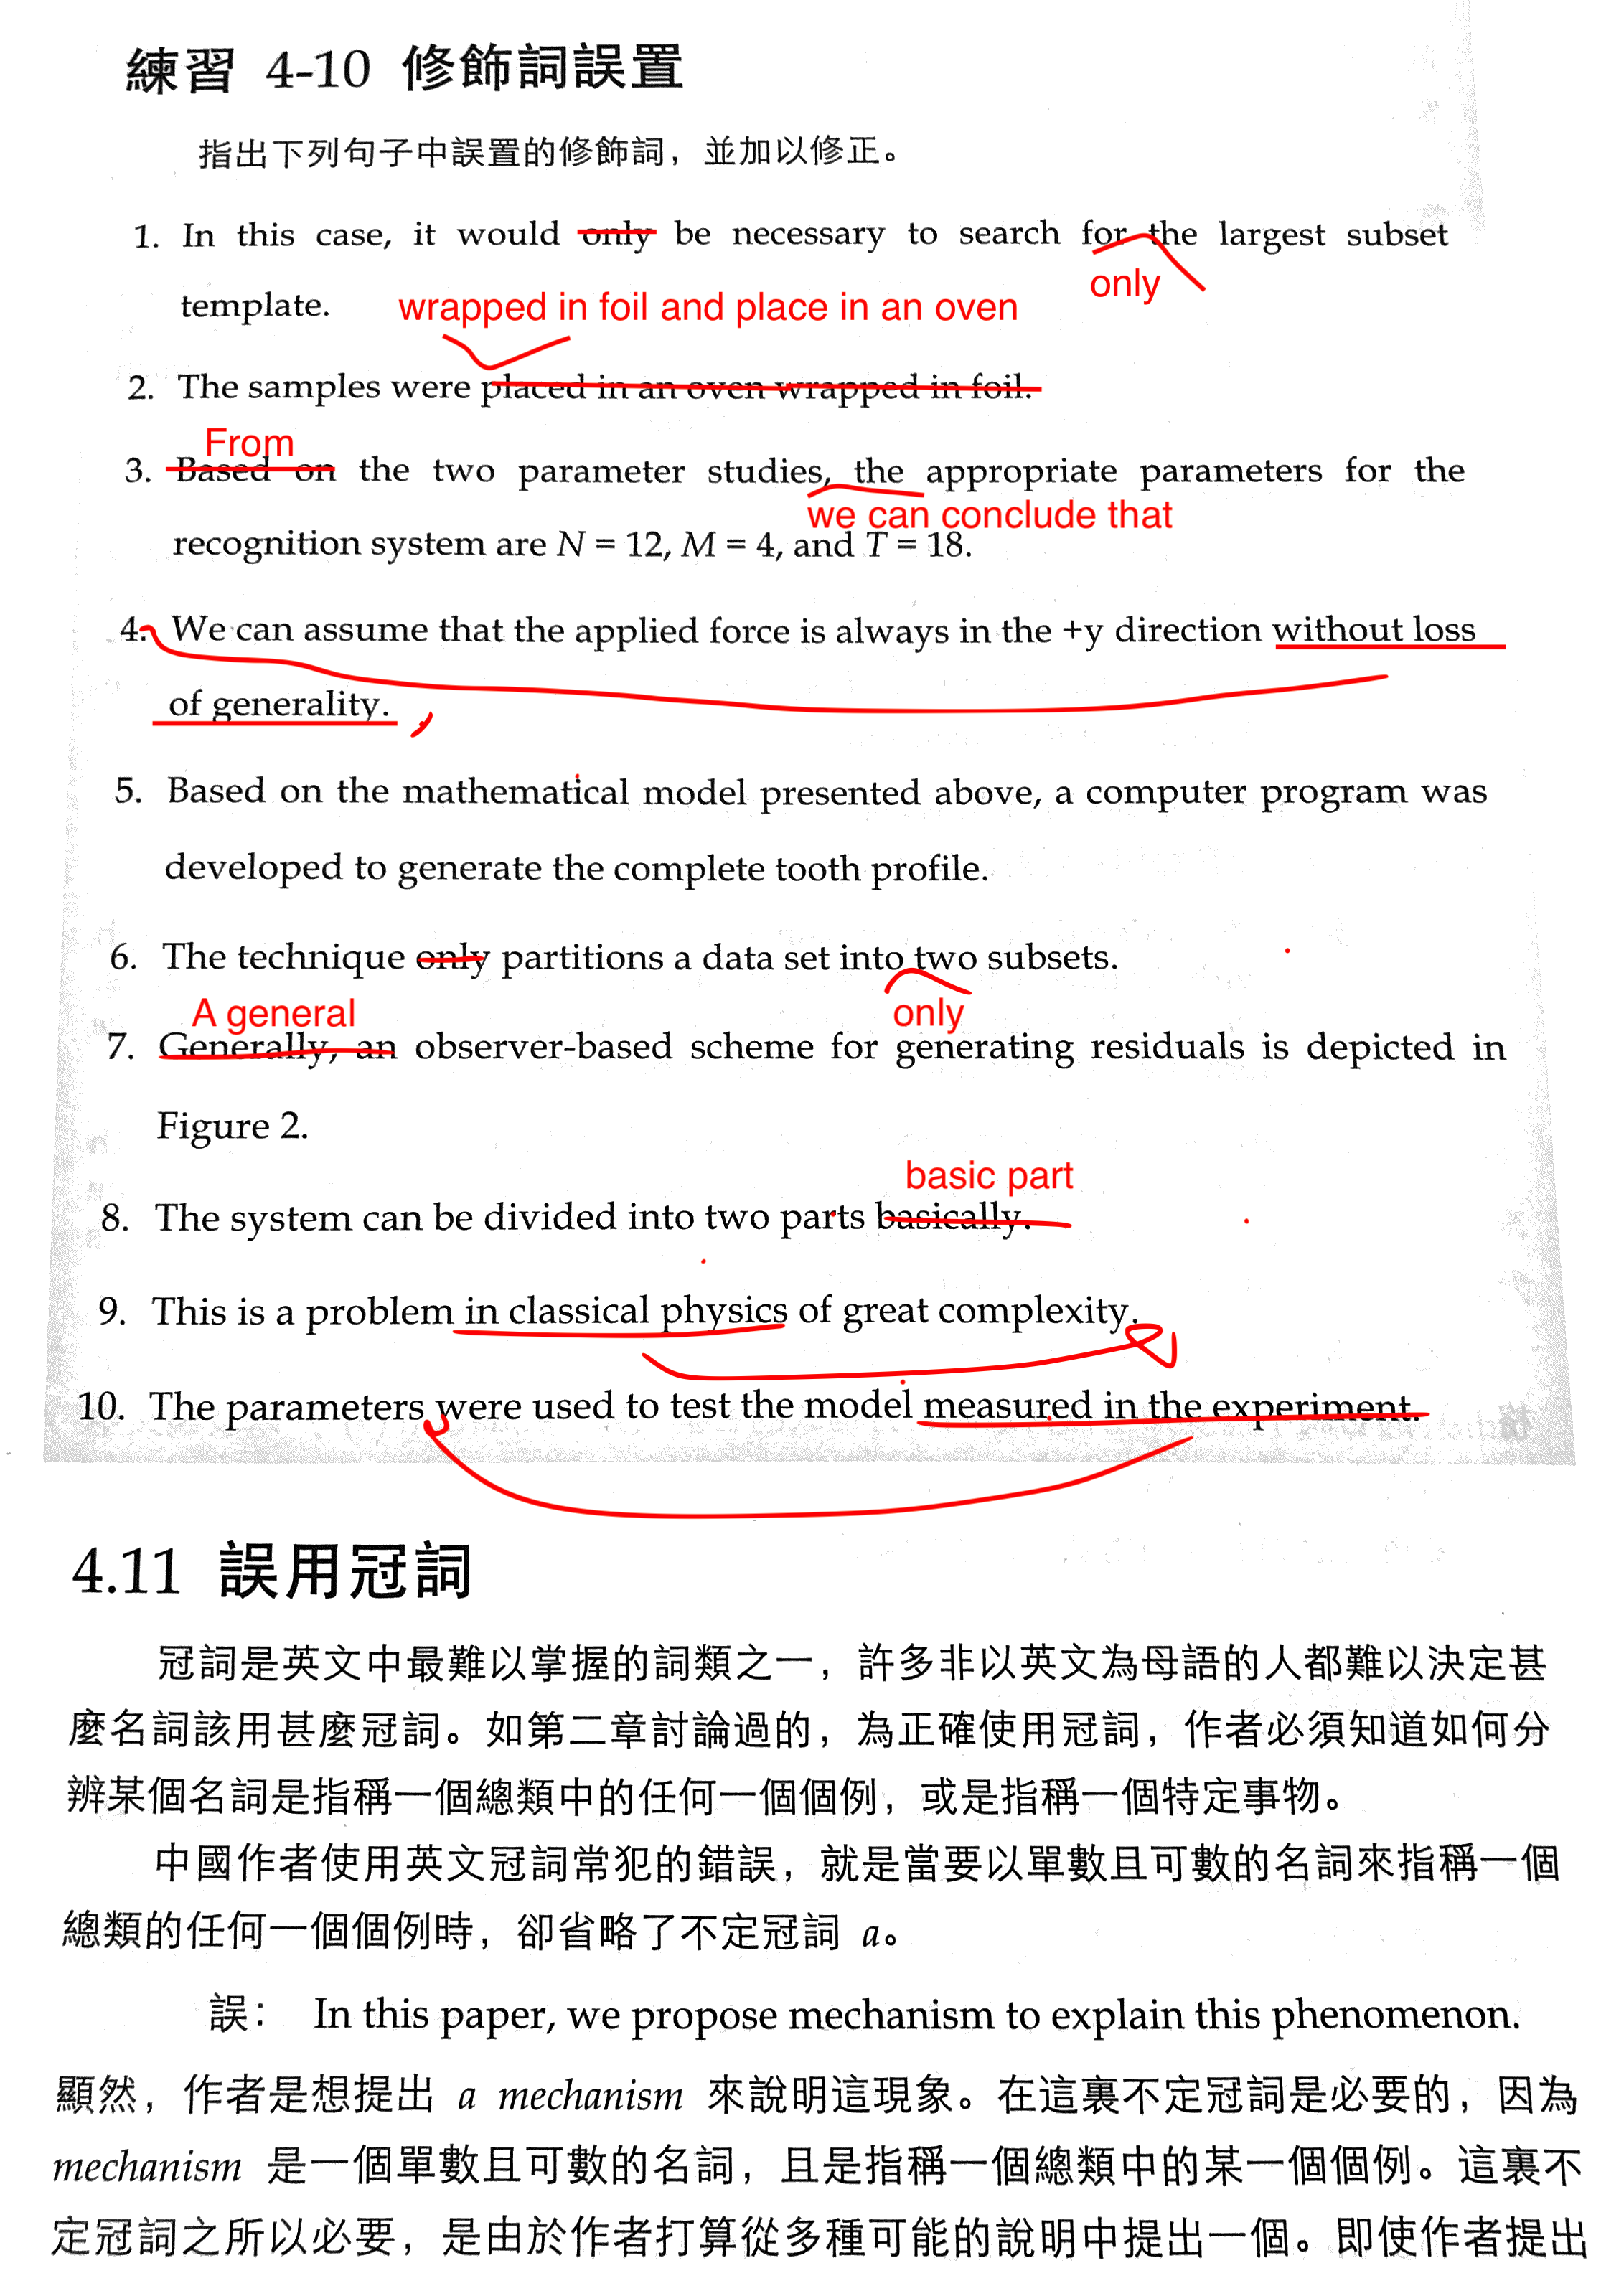 練習 4-10 修飾詞誤置
指出下列句子中誤置的修飾詞，並加以修正。
1. In this case, it would only be necessary to search for the largest subset
only
template.
wrapped in foil and place in an oven
2. The samples were placed in an oven wrapped in foil.
From
3. Based on the two parameter studies, the appropriate parameters for the
we can conclude that
recognition system are N = 12, M = 4, and T = 18.
4. We can assume that the applied force is always in the +y direction without loss
of generality. ,
5. Based on the mathematical model presented above, a computer program was
developed to generate the complete tooth profile.
6. The technique only partitions a data set into two subsets.
only
A general
7. Generally, an observer-based scheme for generating residuals is depicted in
Figure 2.
basic part
8. The system can be divided into two parts basically.
9. This is a problem in classical physics of great complexity.
10. The parameters were used to test the model measured in the experiment.
4.11 誤用冠詞
冠詞是英文中最難以掌握的詞類之一，許多非以英文為母語的人都難以決定甚
麼名詞該用甚麼冠詞。如第二章討論過的，為正確使用冠詞，作者必須知道如何分
辨某個名詞是指稱一個總類中的任何一個個例，或是指稱一個特定事物。
中國作者使用英文冠詞常犯的錯誤，就是當要以單數且可數的名詞來指稱一個
總類的任何一個個例時，卻省略了不定冠詞 a。
誤： In this paper, we propose mechanism to explain this phenomenon.
顯然，作者是想提出 a mechanism 來說明這現象。在這裏不定冠詞是必要的，因為
mechanism 是一個單數且可數的名詞，且是指稱一個總類中的某一個個例。這裏不
定冠詞之所以必要，是由於作者打算從多種可能的說明中提出一個。即使作者提出